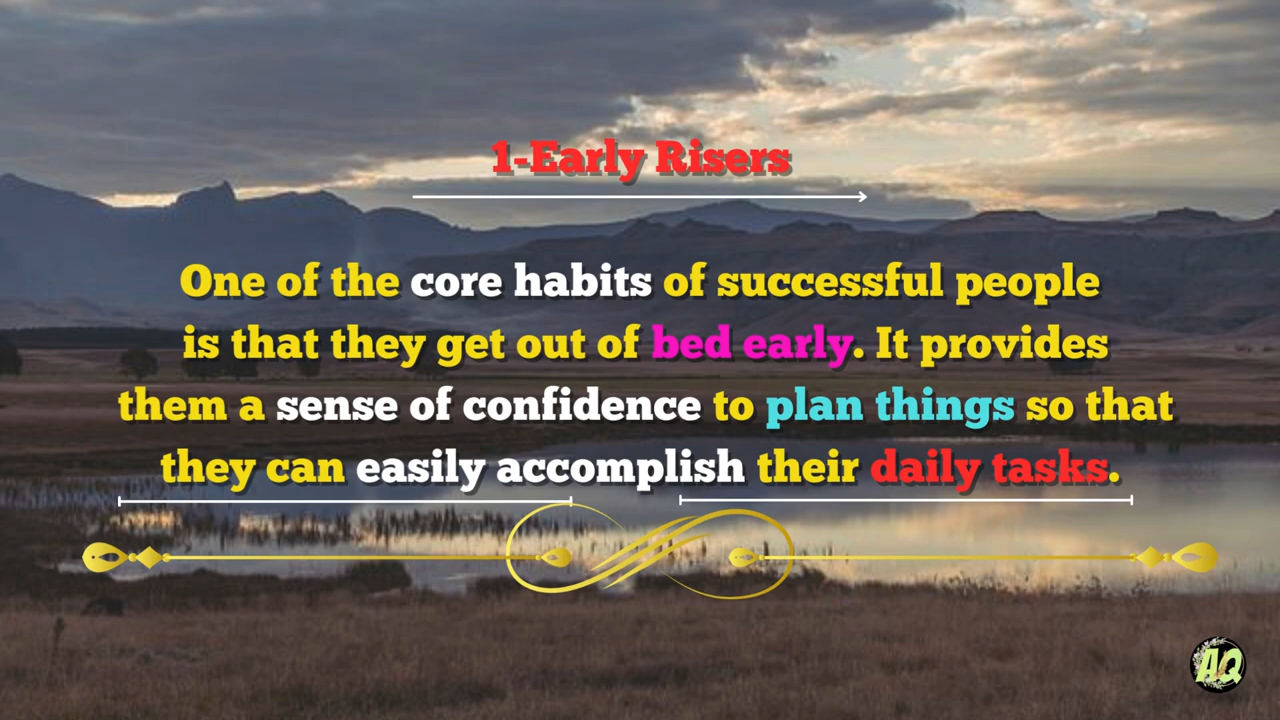 1-Early Risers
One of the core habits of successful people
is that they get out of bed early. It provides
them a sense of confidence to plan things so that
they can easily accomplish their daily tasks.
AQ